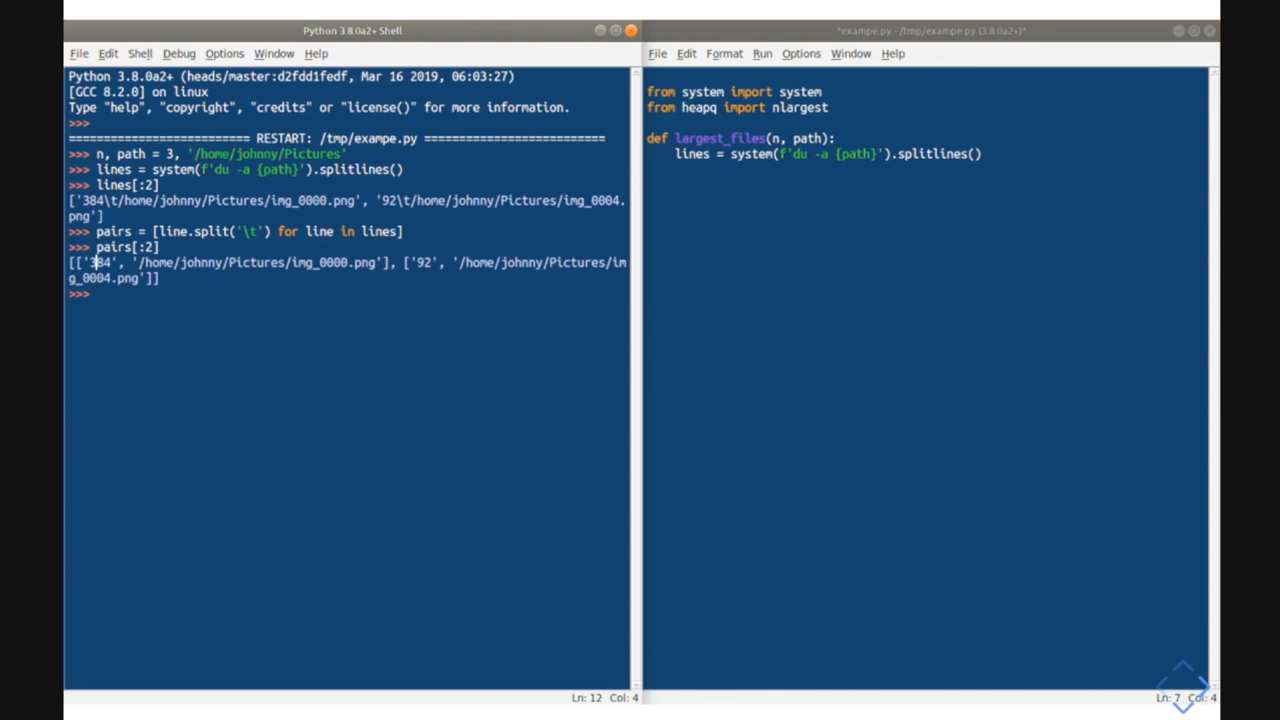 Python 3.8.0a2+ Shell
File Edit Shell Debug Options Window Help
Python 3.8.0a2+ (heads/master:d2fdd1fedf, Mar 16 2019, 06:03:27)
[GCC 8.2.0] on linux
Type "help", "copyright", "credits" or "license()" for more information.
>>>
========================== RESTART: /tmp/exampe.py ==========================
>>> n, path = 3, '/home/johnny/Pictures'
>>> lines = system(f'du -a {path}').splitlines()
>>> lines[:2]
['384\t/home/johnny/Pictures/img_0000.png', '92\t/home/johnny/Pictures/img_0004.
png']
>>> pairs = [line.split('\t') for line in lines]
>>> pairs[:2]
[['384', '/home/johnny/Pictures/img_0000.png'], ['92', '/home/johnny/Pictures/im
g_0004.png']]
>>>
Ln: 12 Col: 4
*exampe.py - /tmp/exampe.py (3.8.0a2+)*
File Edit Format Run Options Window Help
from system import system
from heapq import nlargest
def largest_files(n, path):
lines = system(f'du -a {path}').splitlines()
Ln: 7 Col: 4